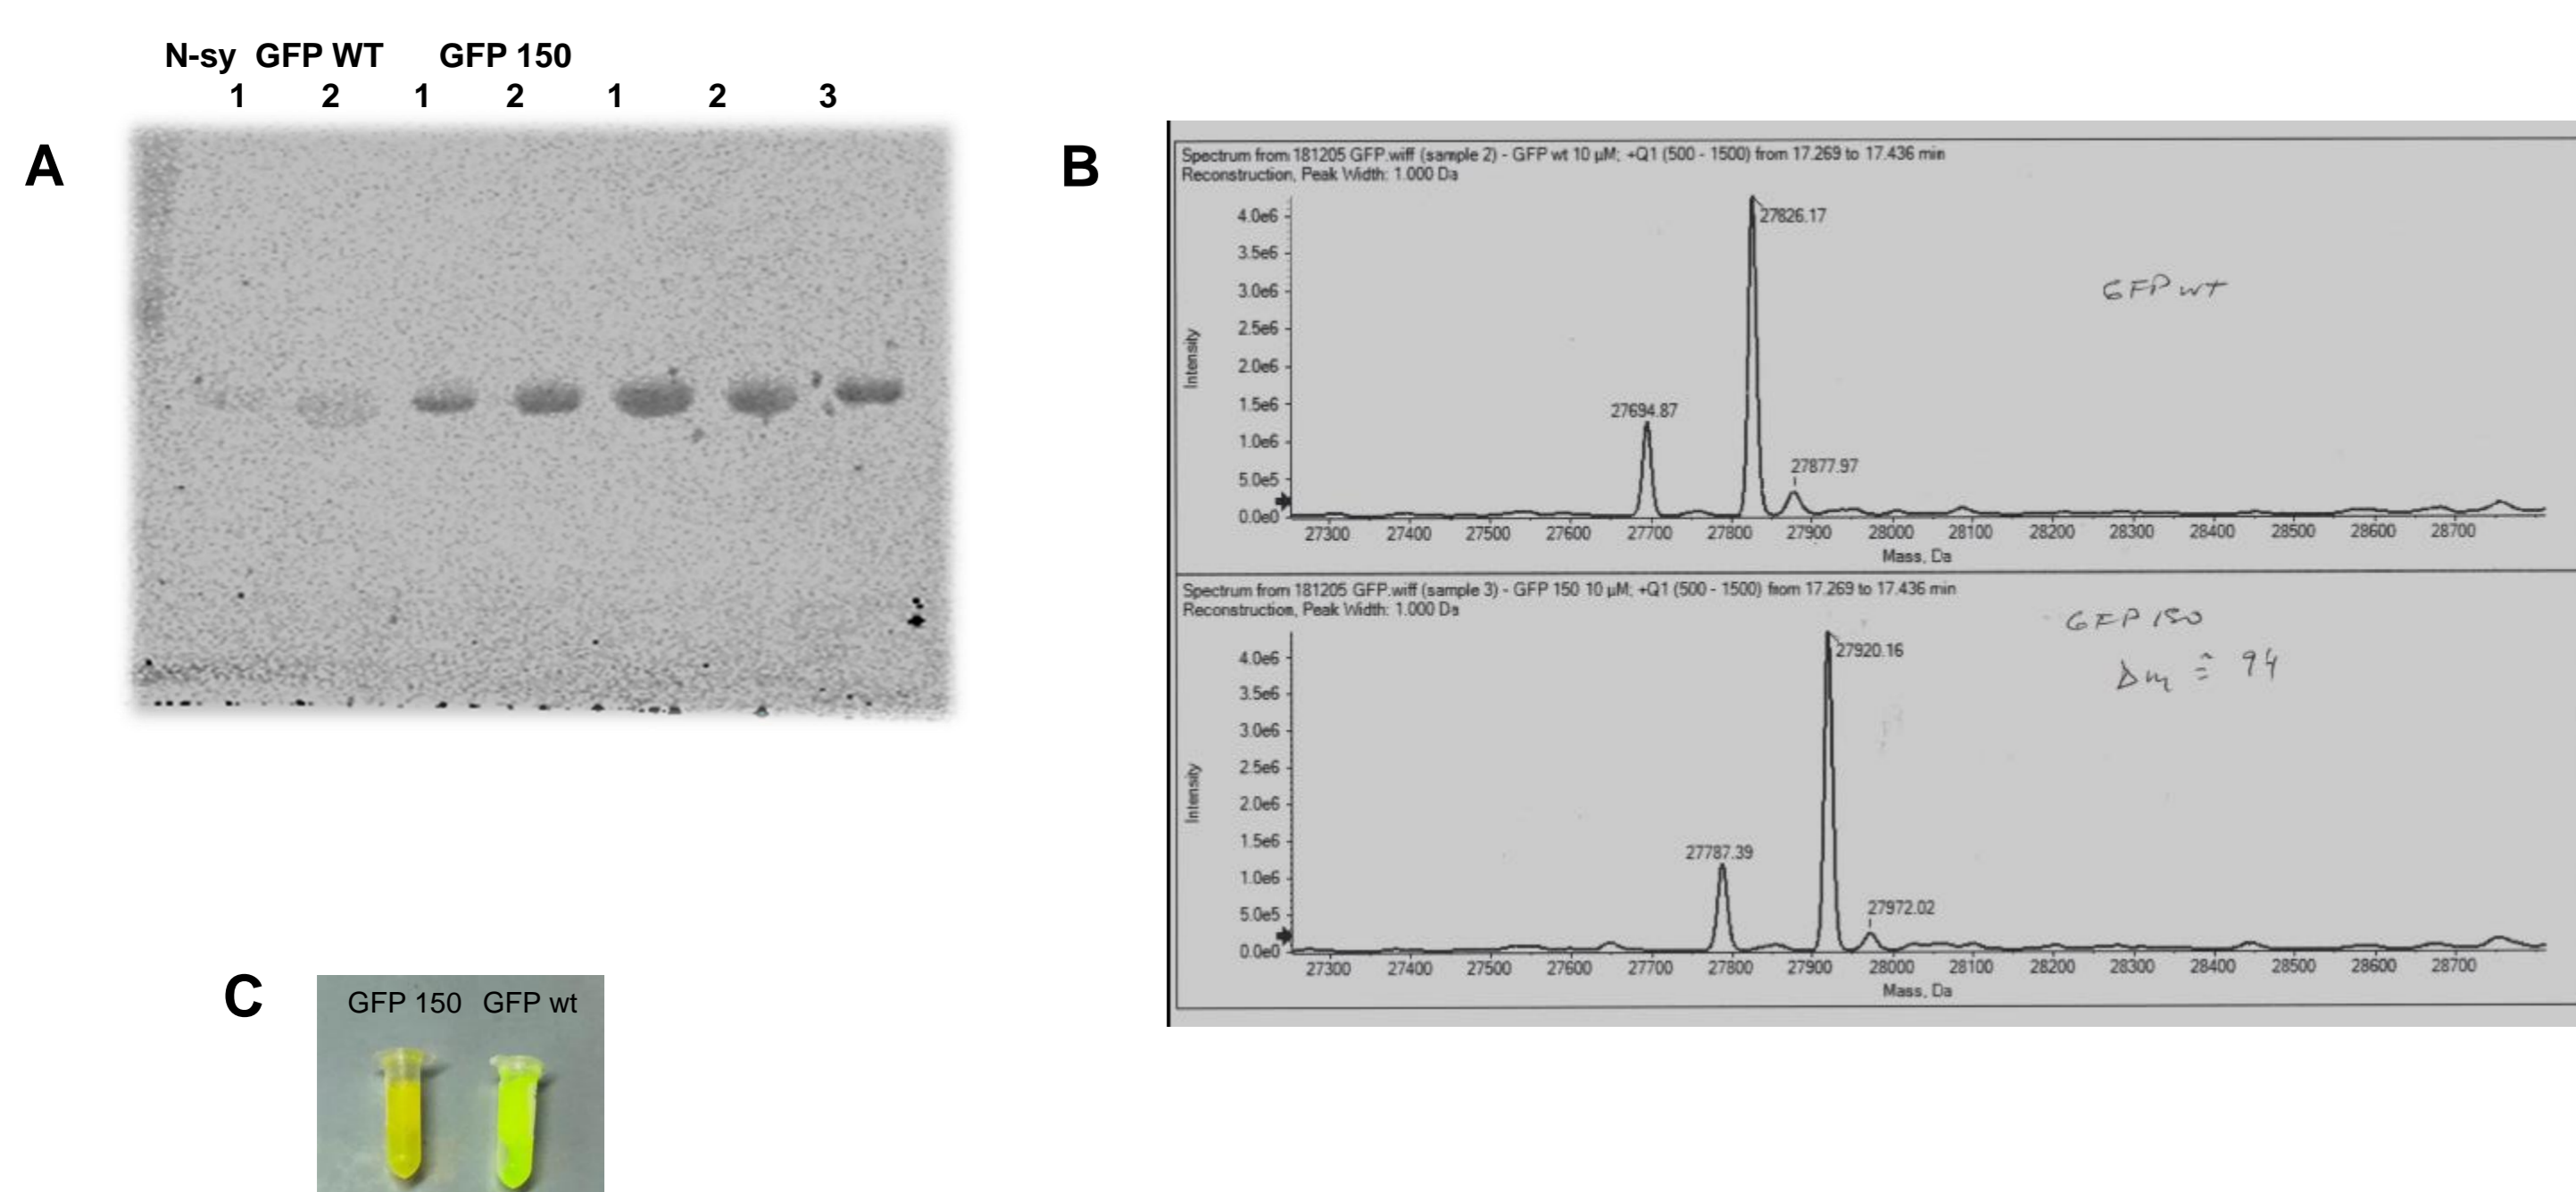 N-sy GFP WT GFP 150
1 2 1 2 1 2 3
A
B
Spectrum from 181205 GFP.wiff (sample 2) - GFP wt 10 µM; +Q1 (500 - 1500) from 17.269 to 17.436 min
Reconstruction, Peak Width: 1.000 Da
4.0e6
27826.17
3.5e6
3.0e6
GFP wt
2.5e6
Intensity
2.0e6
1.5e6
27694.87
1.0e6
27877.97
5.0e5
0.0e0
27300 27400 27500 27600 27700 27800 27900 28000 28100 28200 28300 28400 28500 28600 28700
Mass, Da
Spectrum from 181205 GFP.wiff (sample 3) - GFP 150 10 µM; +Q1 (500 - 1500) from 17.269 to 17.436 min
Reconstruction, Peak Width: 1.000 Da
GFP 150
4.0e6
27920.16
Δm ≙ 94
3.5e6
3.0e6
2.5e6
Intensity
2.0e6
1.5e6
27787.39
1.0e6
27972.02
5.0e5
0.0e0
27300 27400 27500 27600 27700 27800 27900 28000 28100 28200 28300 28400 28500 28600 28700
Mass, Da
C
GFP 150 GFP wt